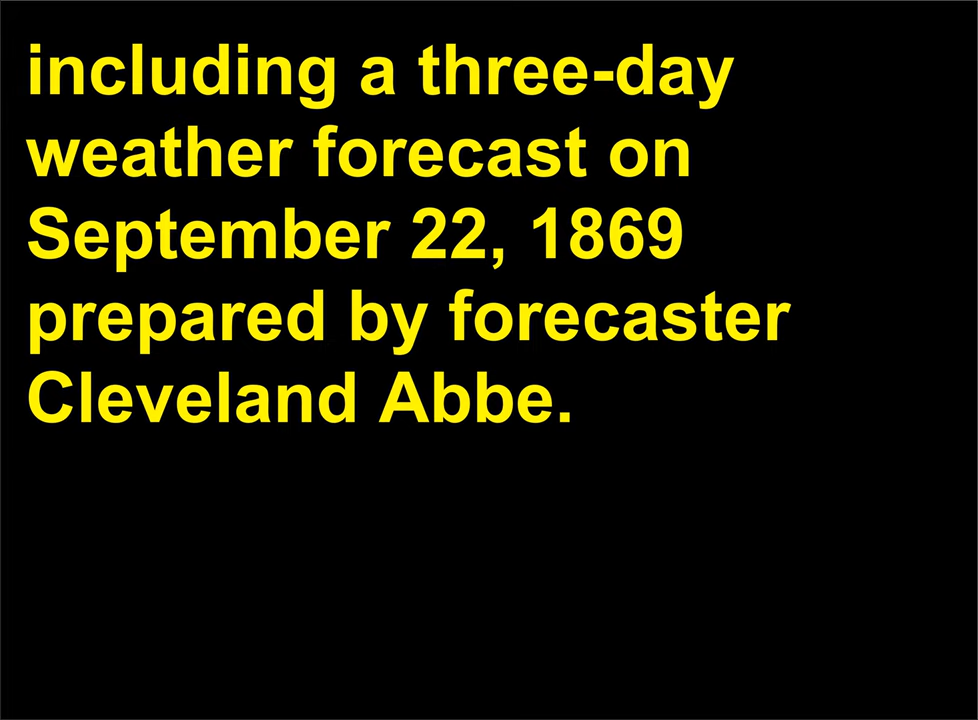 including a three-day
weather forecast on
September 22, 1869
prepared by forecaster
Cleveland Abbe.